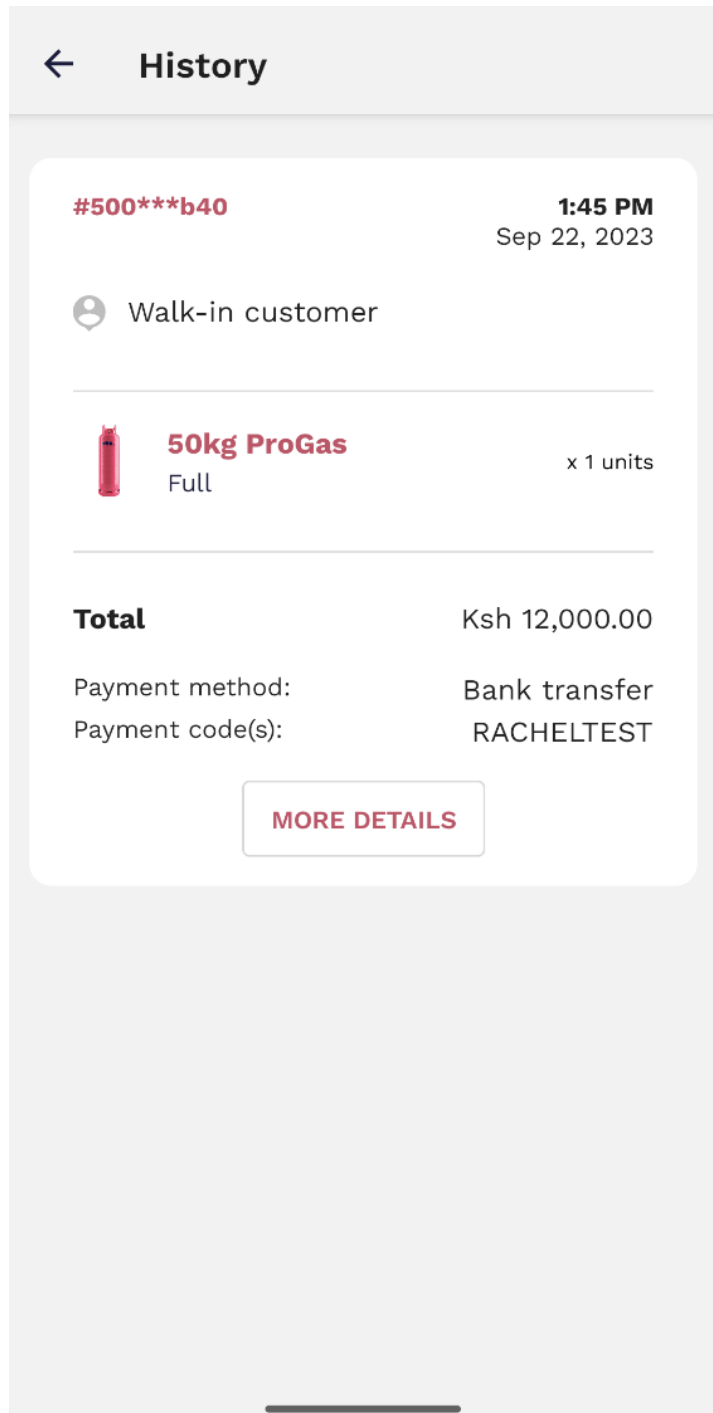 History
#500***b40
1:45 PM
Sep 22, 2023
Walk-in customer
50kg ProGas
Full
x 1 units
Total
Ksh 12,000.00
Payment method:
Bank transfer
Payment code(s):
RACHELTEST
MORE DETAILS